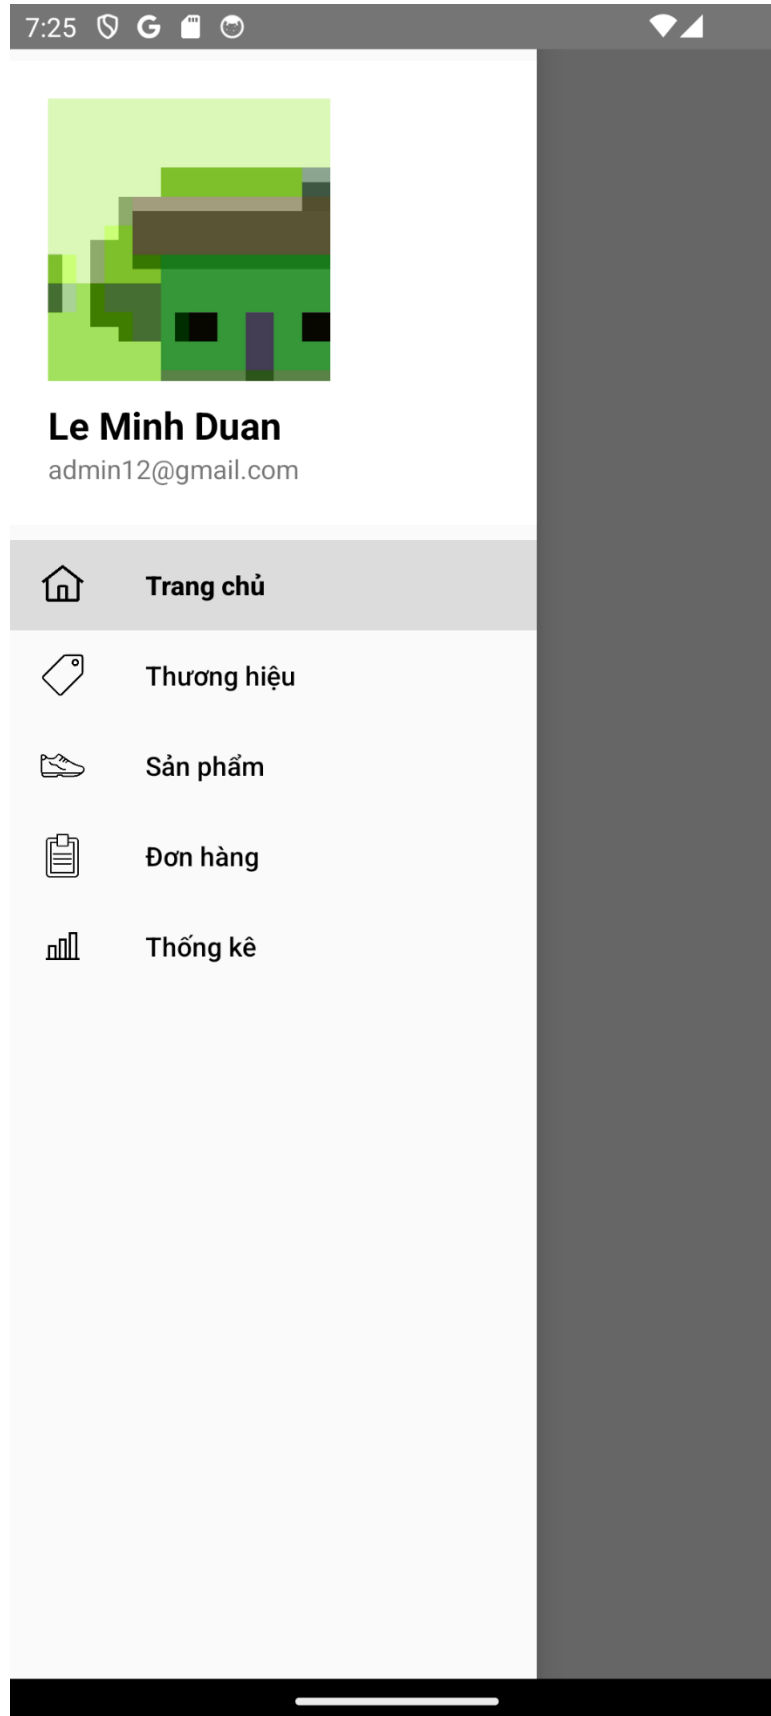 7:25
Le Minh Duan
admin12@gmail.com
Trang chủ
Thương hiệu
Sản phẩm
Đơn hàng
Thống kê